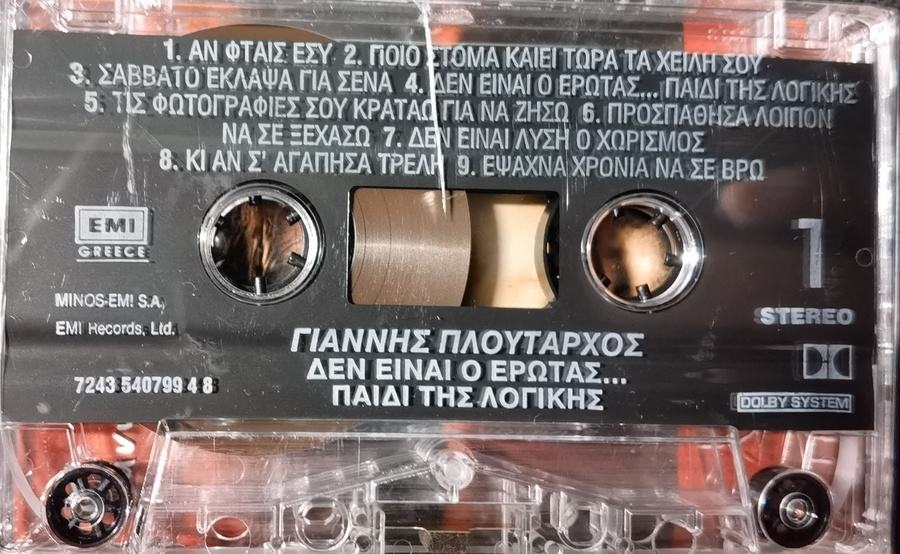 1. ΑΝ ΦΤΑΙΣ ΕΣΥ 2. ΠΟΙΟ ΣΤΟΜΑ ΚΑΙΕΙ ΤΩΡΑ ΤΑ ΧΕΙΛΗ ΣΟΥ
3. ΣΑΒΒΑΤΟ ΕΚΛΑΨΑ ΓΙΑ ΣΕΝΑ 4. ΔΕΝ ΕΙΝΑΙ Ο ΕΡΩΤΑΣ... ΠΑΙΔΙ ΤΗΣ ΛΟΓΙΚΗΣ
5. ΤΙΣ ΦΩΤΟΓΡΑΦΙΕΣ ΣΟΥ ΚΡΑΤΑΩ ΓΙΑ ΝΑ ΖΗΣΩ 6. ΠΡΟΣΠΑΘΗΣΑ ΛΟΙΠΟΝ
ΝΑ ΣΕ ΞΕΧΑΣΩ 7. ΔΕΝ ΕΙΝΑΙ ΛΥΣΗ Ο ΧΩΡΙΣΜΟΣ
8. ΚΙ ΑΝ Σ' ΑΓΑΠΗΣΑ ΤΡΕΛΗ 9. ΕΨΑΧΝΑ ΧΡΟΝΙΑ ΝΑ ΣΕ ΒΡΩ
EMI
GREECE
MINOS-EMI S.A.
EMI Records, Ltd.
7243 540799 4 8
1
STEREO
DOLBY SYSTEM
ΓΙΑΝΝΗΣ ΠΛΟΥΤΑΡΧΟΣ
ΔΕΝ ΕΙΝΑΙ Ο ΕΡΩΤΑΣ...
ΠΑΙΔΙ ΤΗΣ ΛΟΓΙΚΗΣ